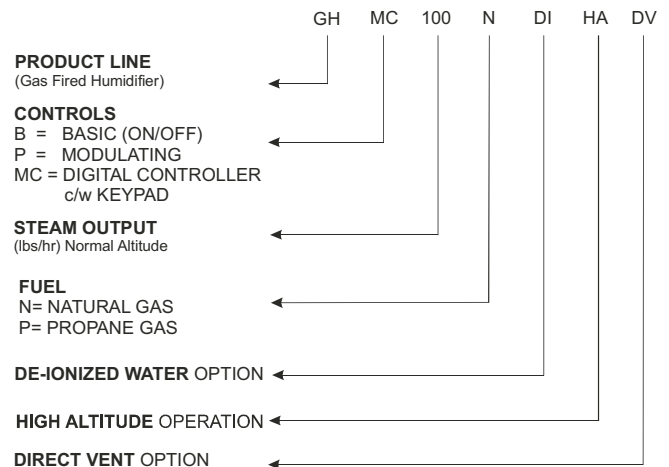 GH MC 100 N DI HA DV
PRODUCT LINE
(Gas Fired Humidifier)
CONTROLS
B = BASIC (ON/OFF)
P = MODULATING
MC = DIGITAL CONTROLLER
c/w KEYPAD
STEAM OUTPUT
(lbs/hr) Normal Altitude
FUEL
N= NATURAL GAS
P= PROPANE GAS
DE-IONIZED WATER OPTION
HIGH ALTITUDE OPERATION
DIRECT VENT OPTION